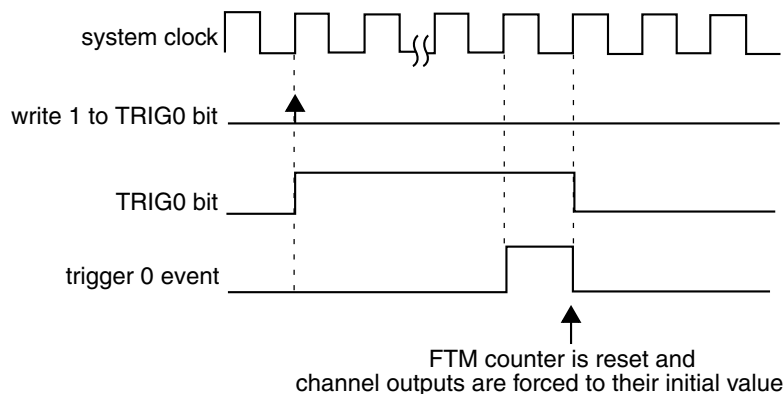 system clock
write 1 to TRIG0 bit
TRIG0 bit
trigger 0 event
FTM counter is reset and
channel outputs are forced to their initial value